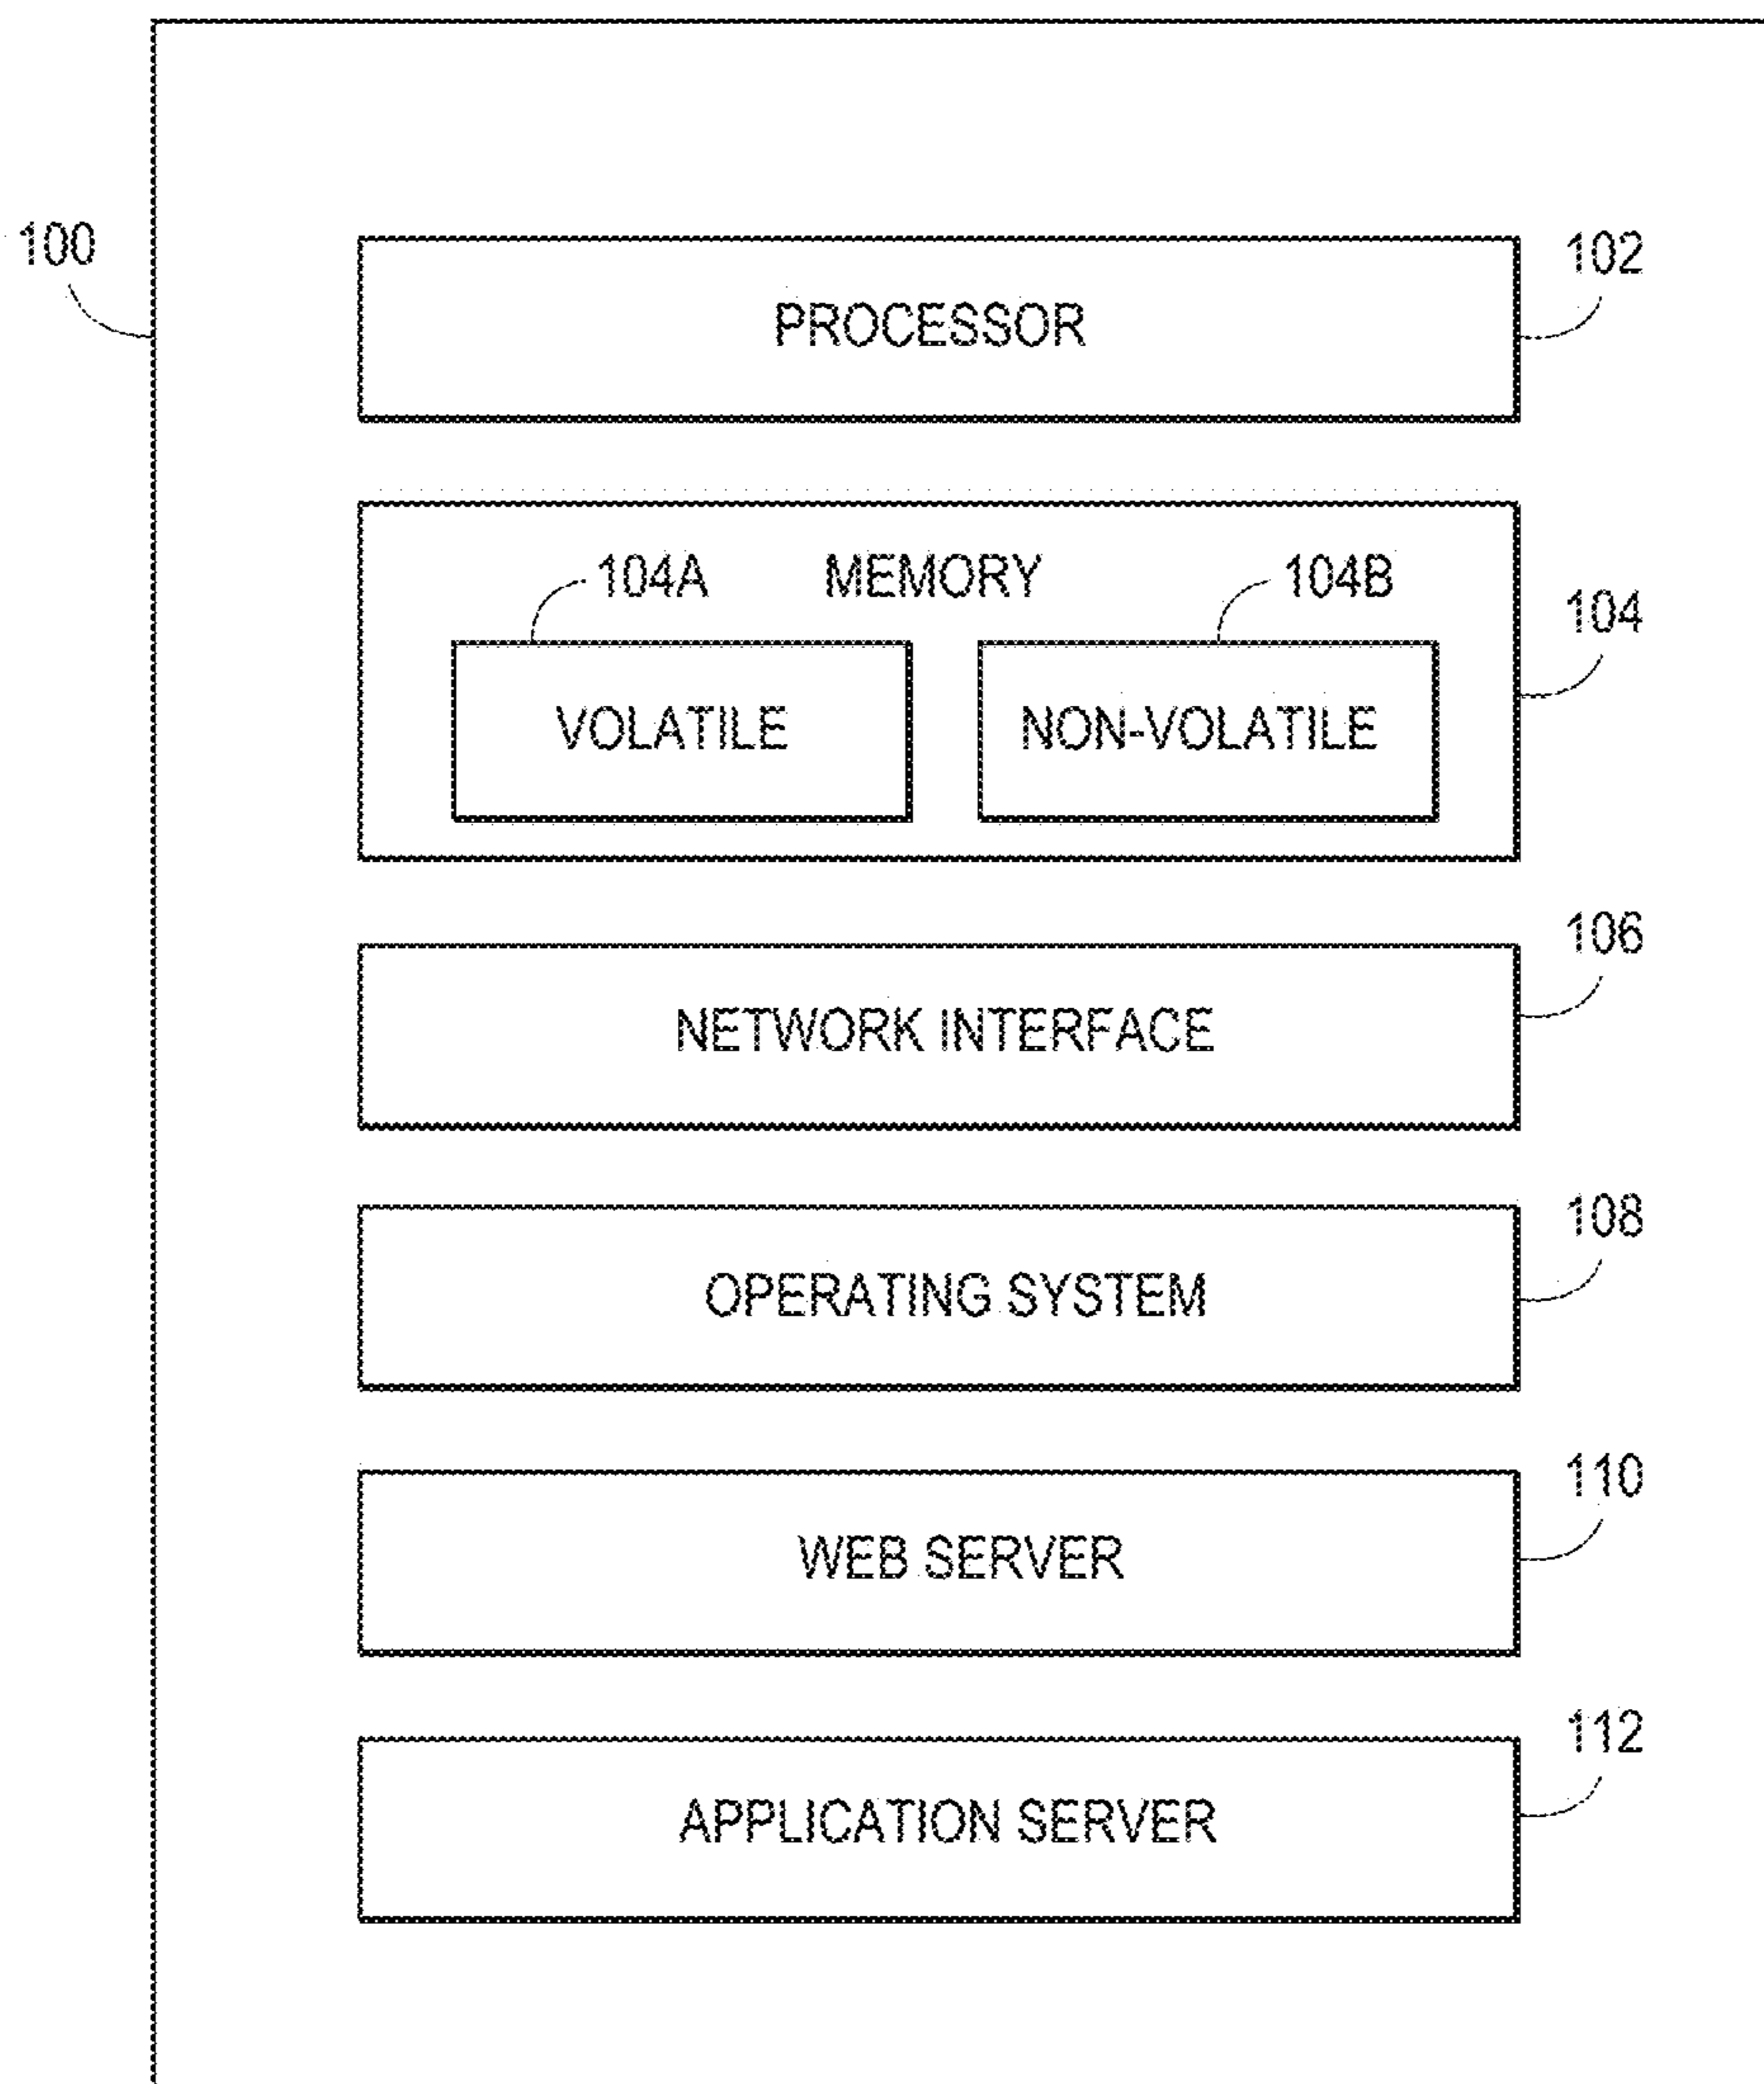 100
102
PROCESSOR
104A MEMORY 104B
104
VOLATILE NON-VOLATILE
106
NETWORK INTERFACE
108
OPERATING SYSTEM
110
WEB SERVER
112
APPLICATION SERVER